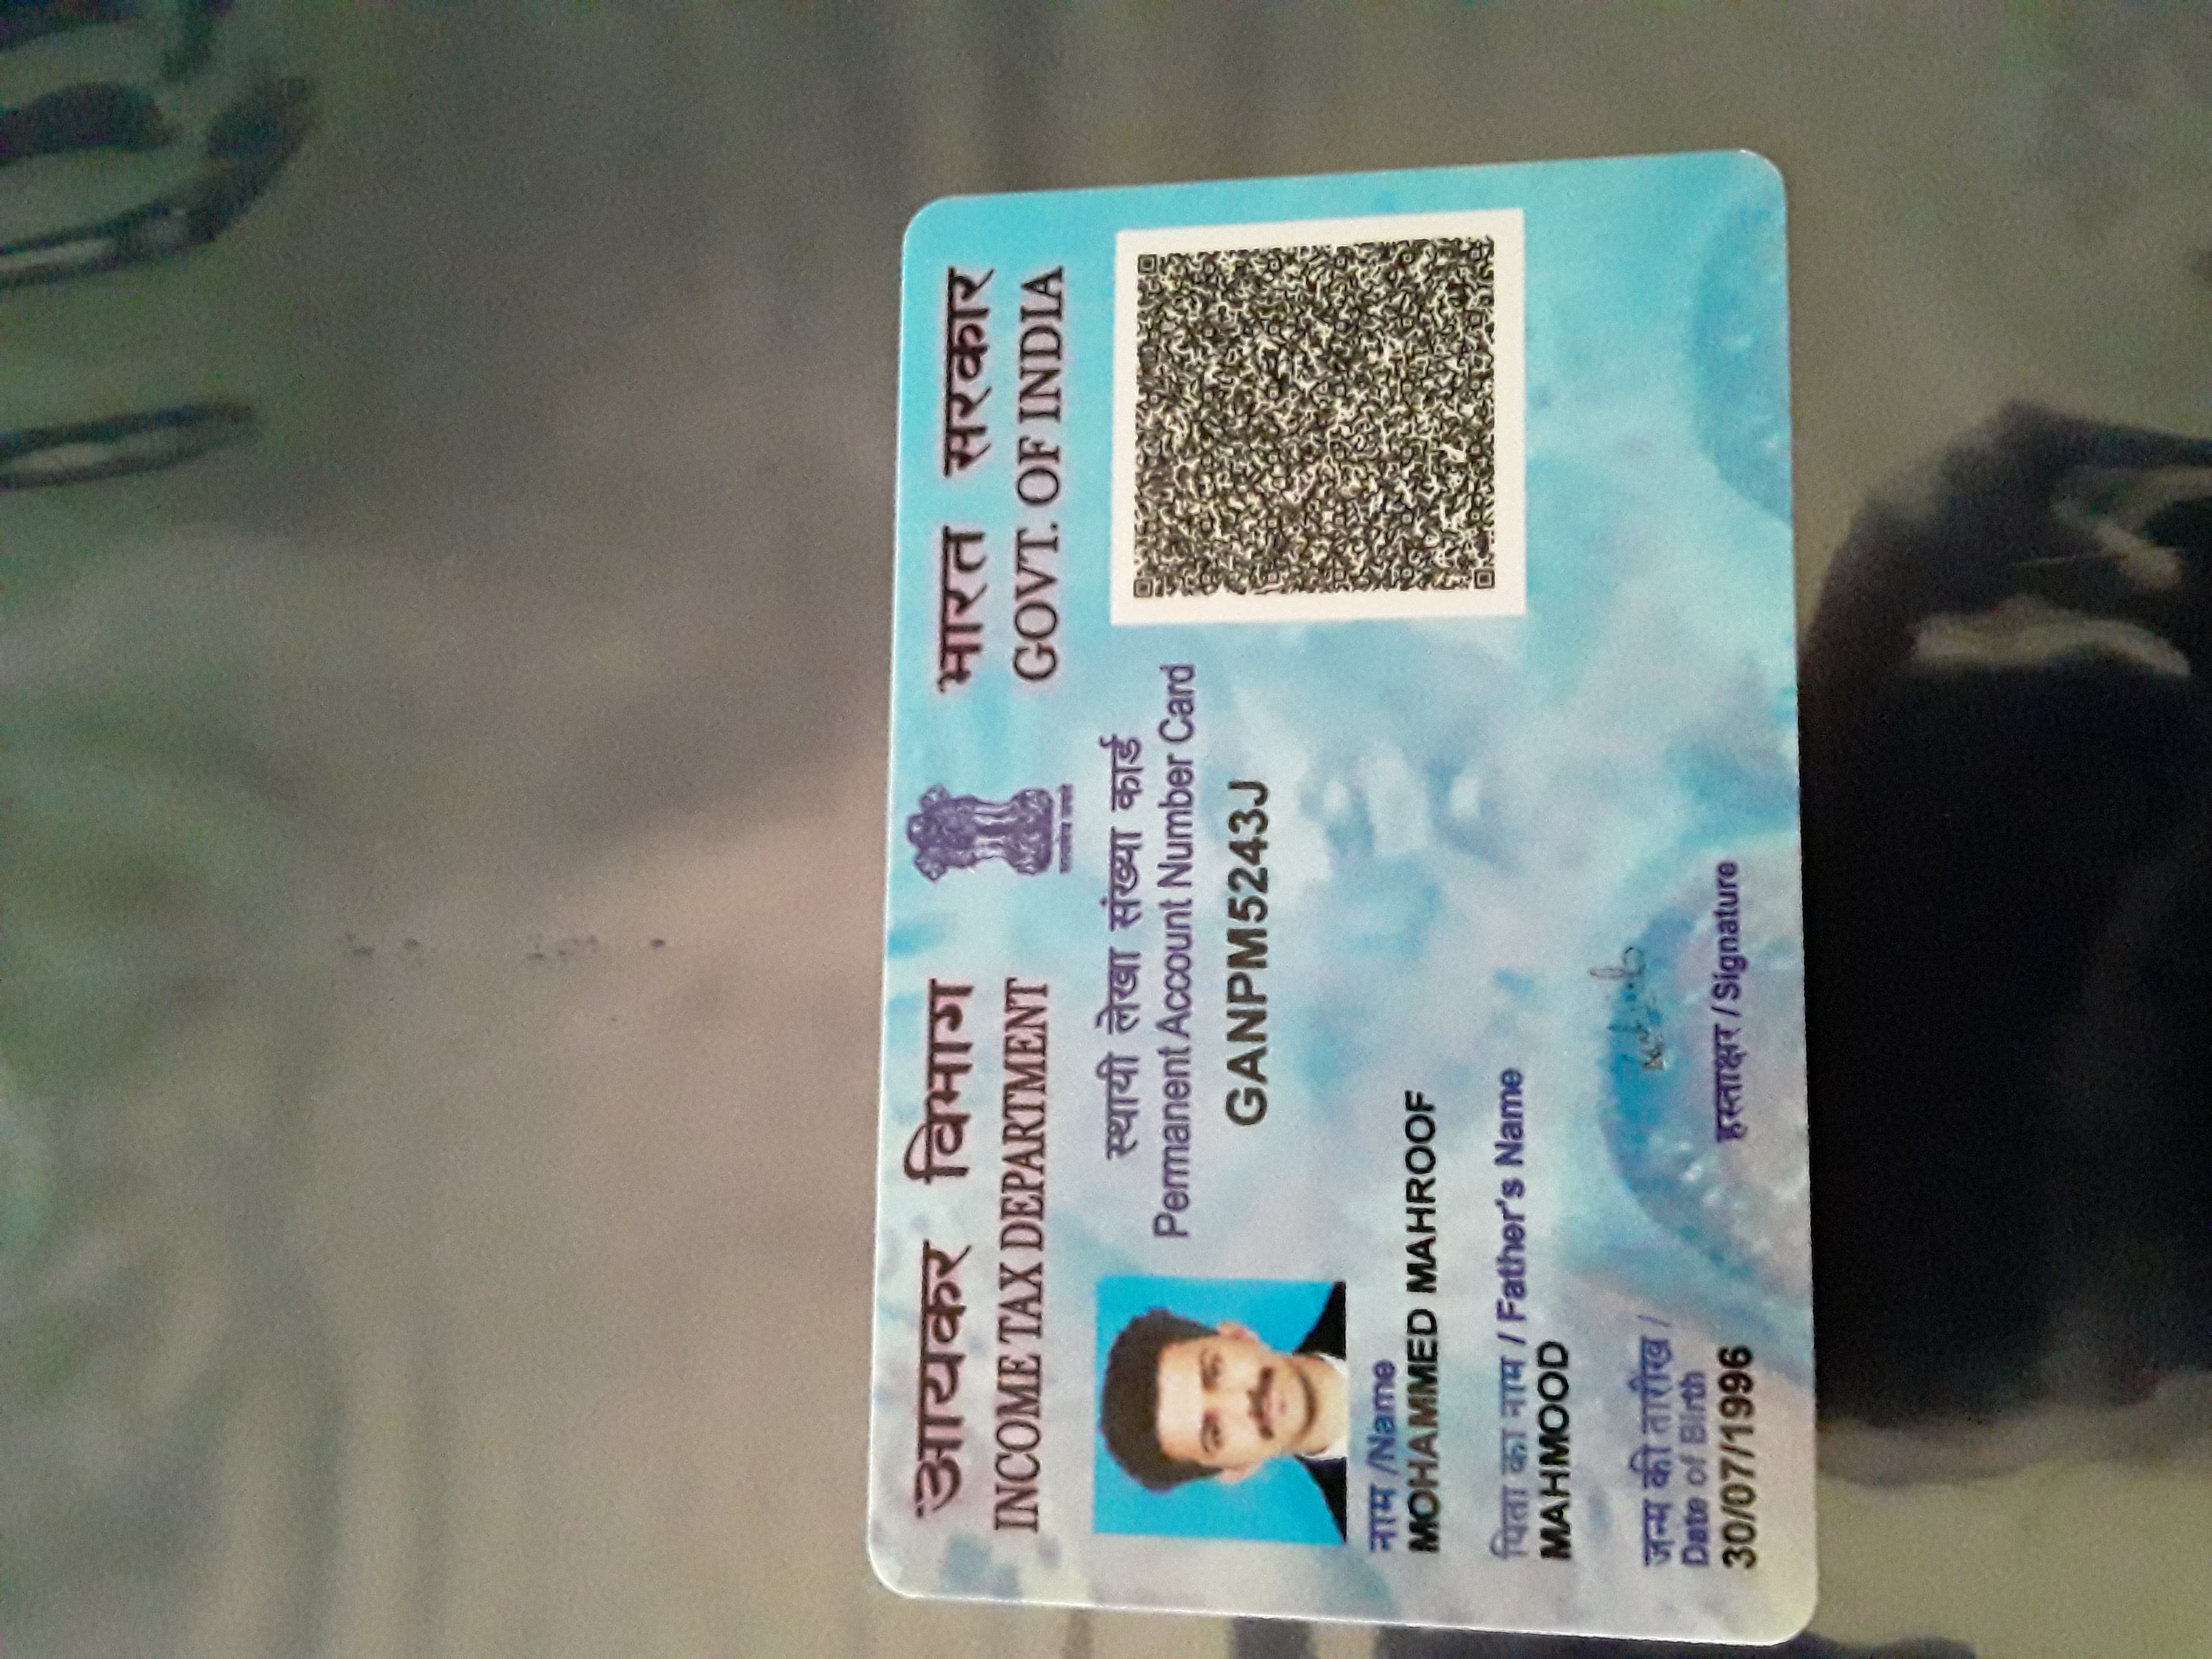 आयकर विभाग
INCOME TAX DEPARTMENT
सत्यमेव जयते
भारत सरकार
GOVT. OF INDIA
स्थायी लेखा संख्या कार्ड
Permanent Account Number Card
GANPM5243J
नाम /Name
MOHAMMED MAHROOF
पिता का नाम / Father's Name
MAHMOOD
जन्म की तारीख /
Date of Birth
30/07/1996
हस्ताक्षर / Signature